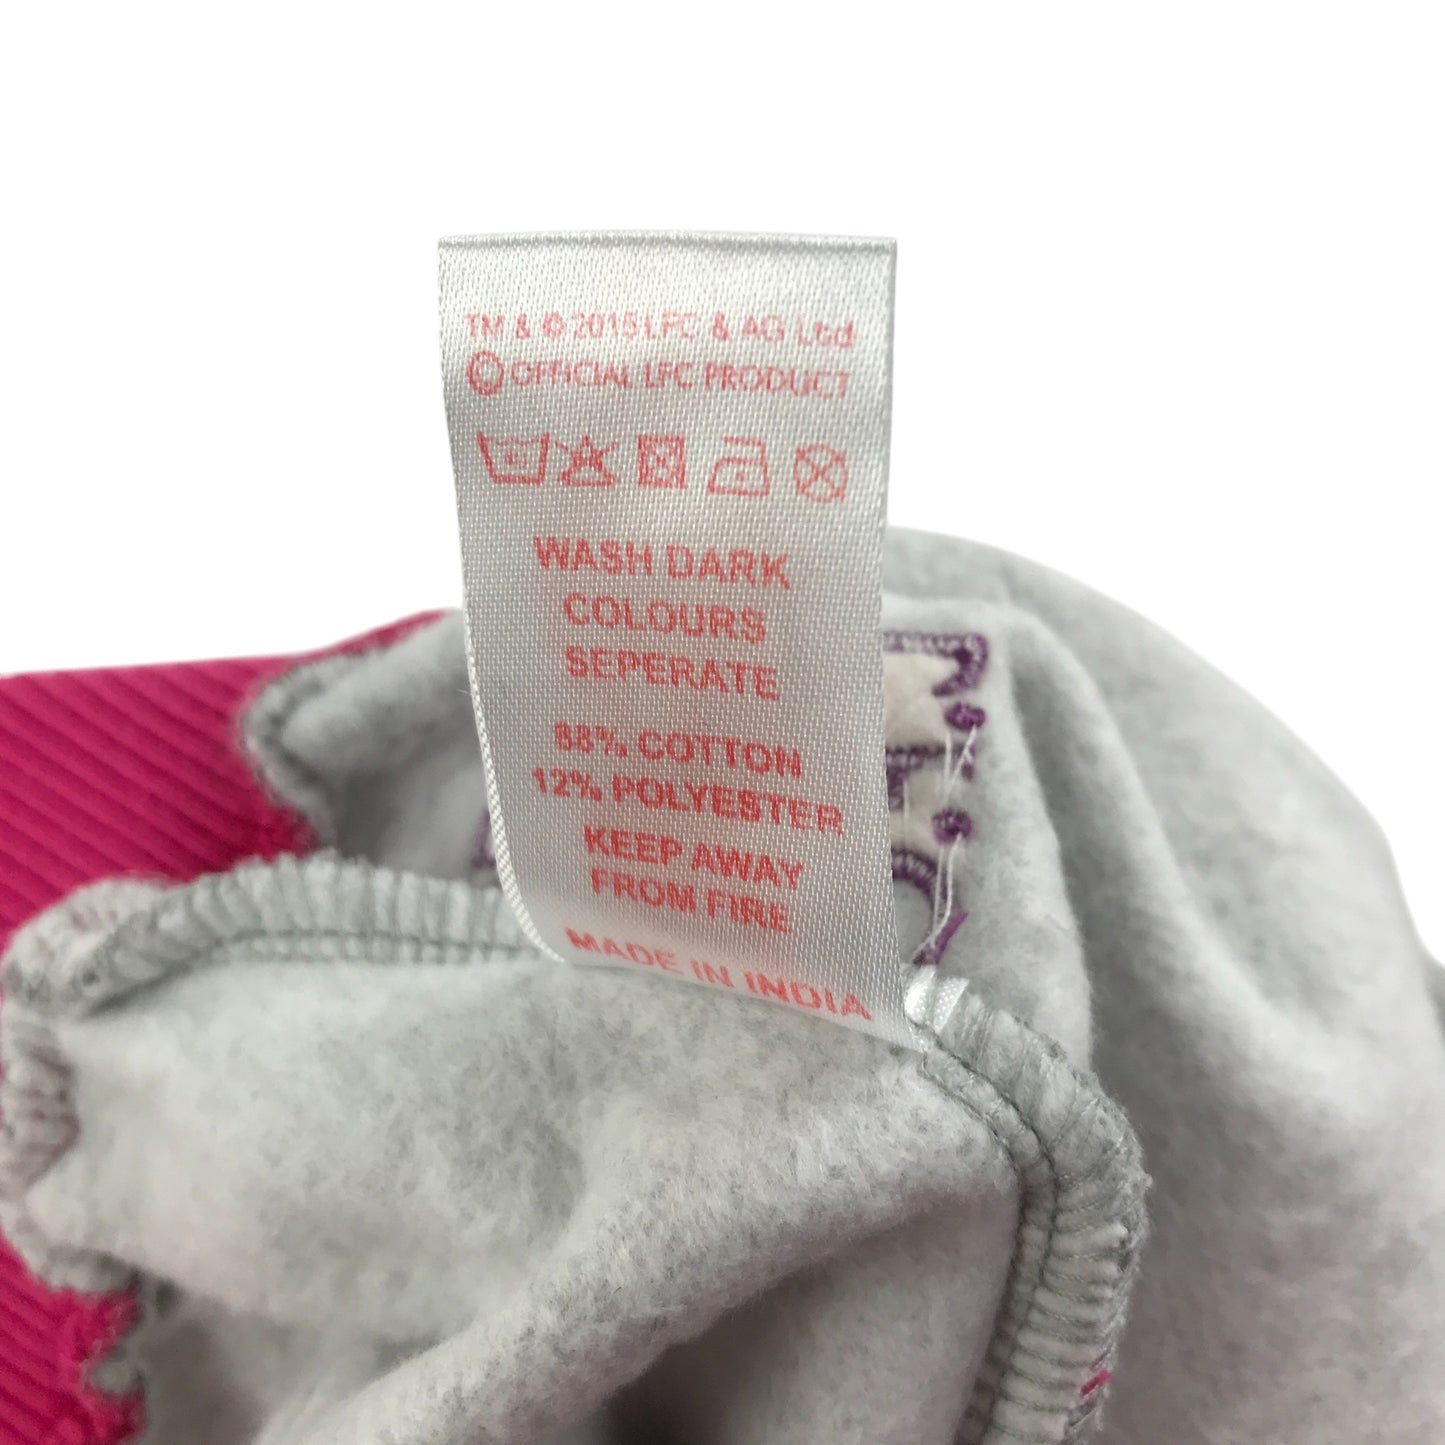 TM & © 2015 LFC & AG Ltd
© OFFICIAL LFC PRODUCT
WASH DARK
COLOURS
SEPERATE
88% COTTON
12% POLYESTER
KEEP AWAY
FROM FIRE
MADE IN INDIA